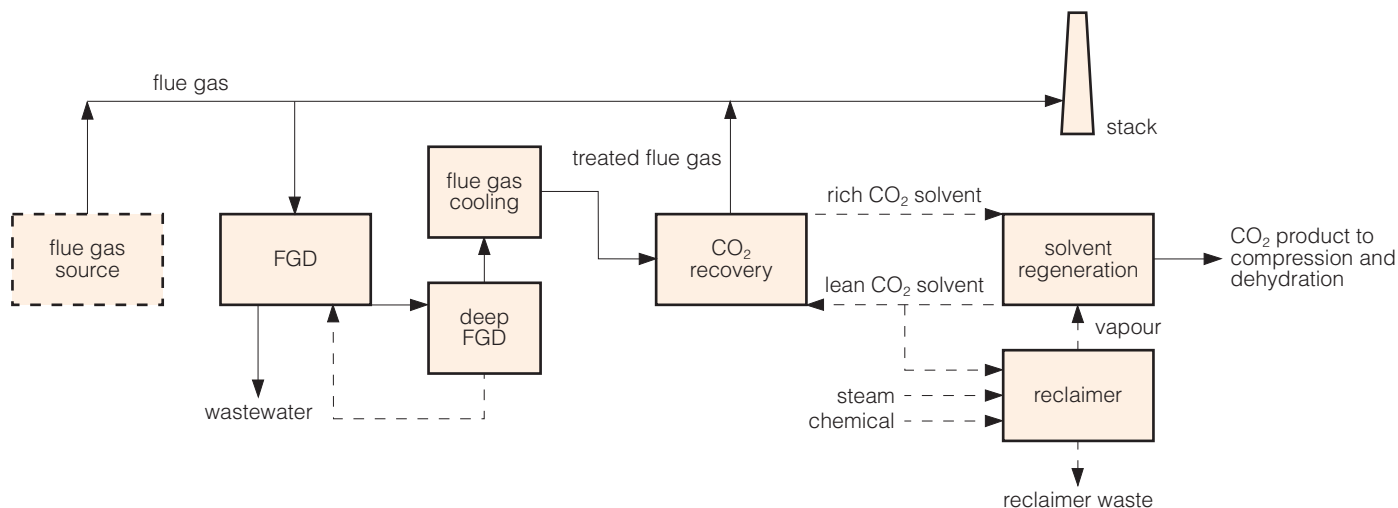 flue gas
stack
treated flue gas
flue gas
cooling
rich CO₂ solvent
flue gas
source
FGD
CO₂
recovery
solvent
regeneration
CO₂ product to
compression and
dehydration
lean CO₂ solvent
deep
FGD
vapour
steam
reclaimer
wastewater
chemical
reclaimer waste